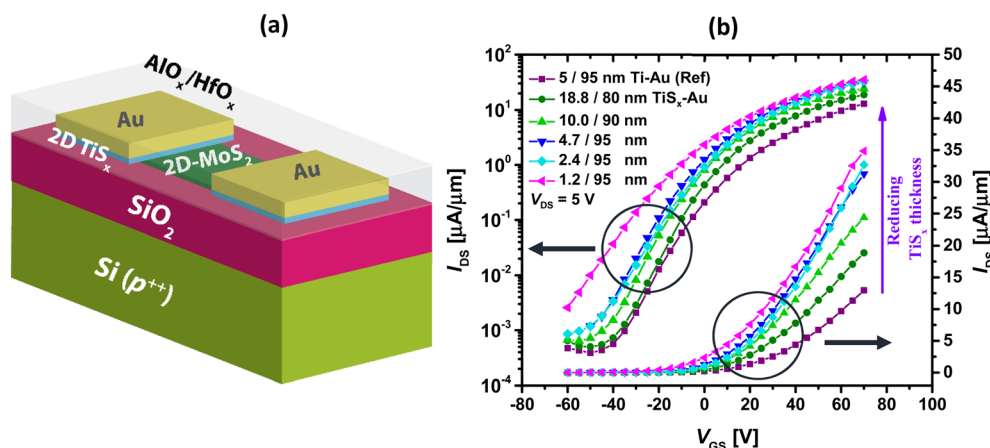 (a)
AlOₓ/HfOₓ
Au
2D TiSₓ
2D-MoS₂
Au
SiO₂
Si (p⁺⁺)
(b)
5 / 95 nm Ti-Au (Ref)
18.8 / 80 nm TiSₓ-Au
10.0 / 90 nm
4.7 / 95 nm
2.4 / 95 nm
1.2 / 95 nm
V_DS = 5 V
I_DS [μA/μm]
10²
10¹
10⁰
10⁻¹
10⁻²
10⁻³
10⁻⁴
Reducing
TiSₓ thickness
50
45
40
35
30
25
20
15
10
5
0
I_DS [μA/μm]
-80 -60 -40 -20 0 20 40 60 80 100
V_GS [V]